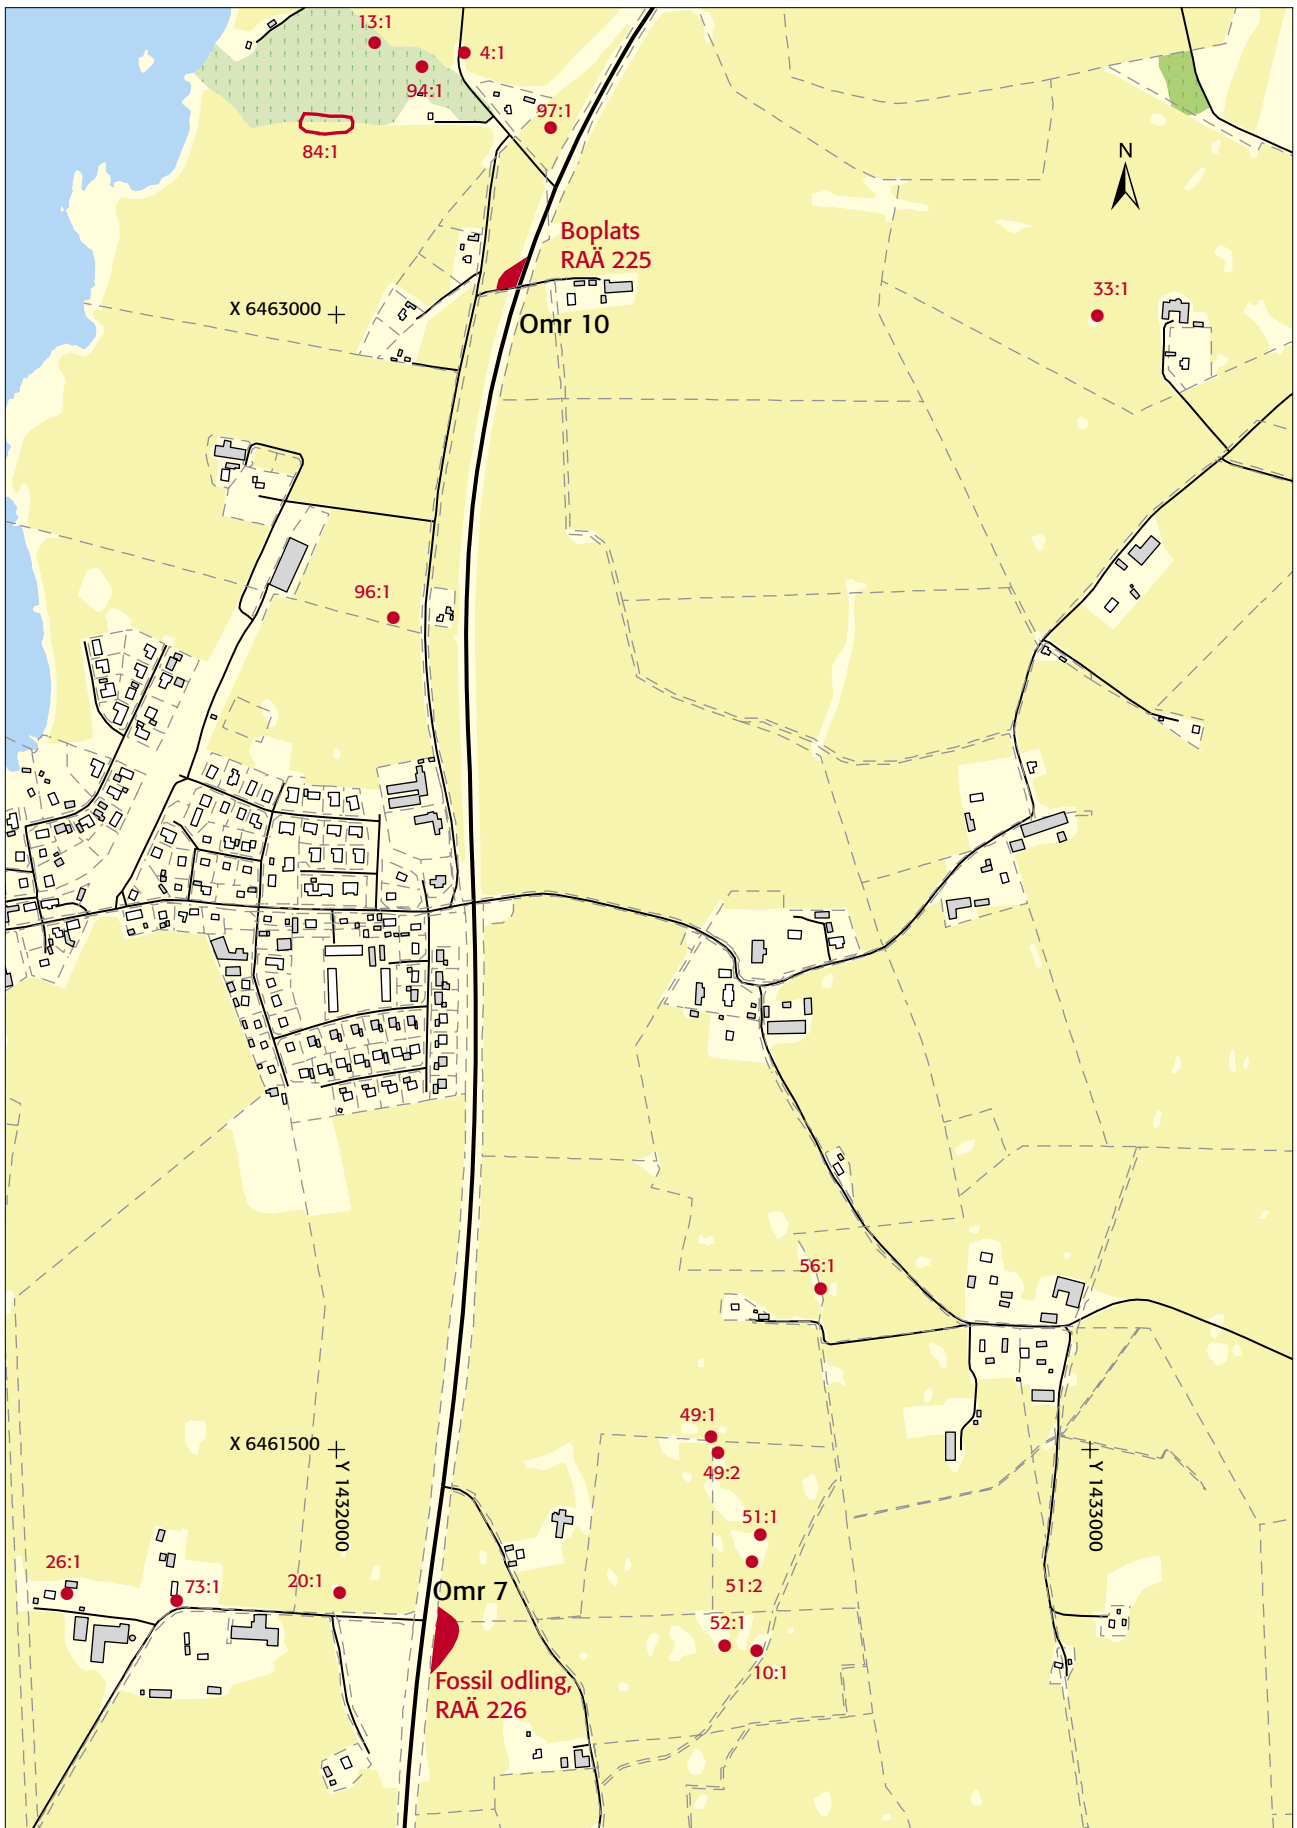 13:1
4:1
94:1
97:1
84:1
N
Boplats
RAÄ 225
33:1
X 6463000
Omr 10
96:1
56:1
49:1
X 6461500
49:2
Y 1432000
Y 1433000
51:1
26:1
51:2
73:1
20:1
Omr 7
52:1
10:1
Fossil odling,
RAÄ 226